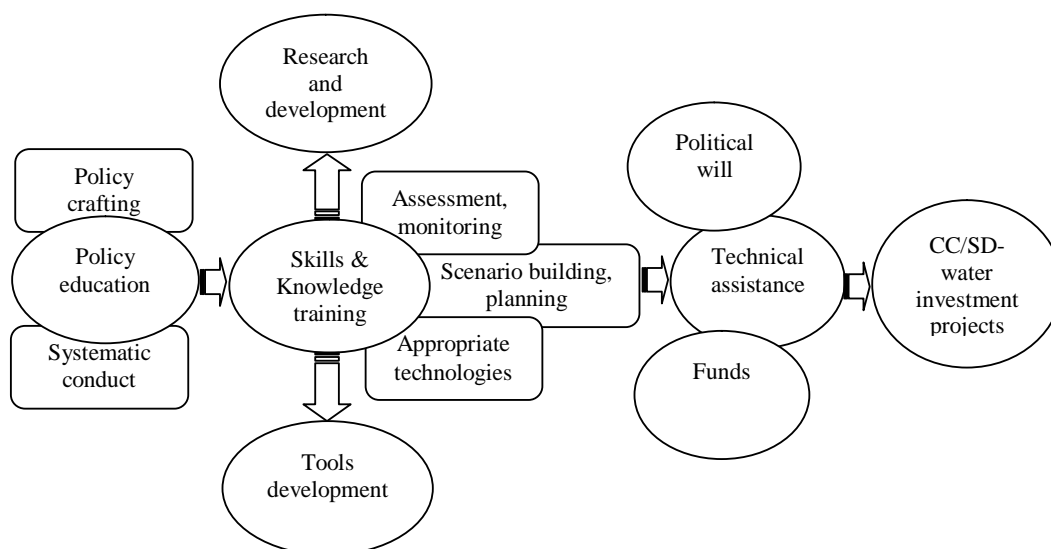 Research
and
development
Policy
crafting
Policy
education
Systematic
conduct
Skills &
Knowledge
training
Assessment,
monitoring
Scenario building,
planning
Appropriate
technologies
Tools
development
Political
will
Technical
assistance
Funds
CC/SD-
water
investment
projects